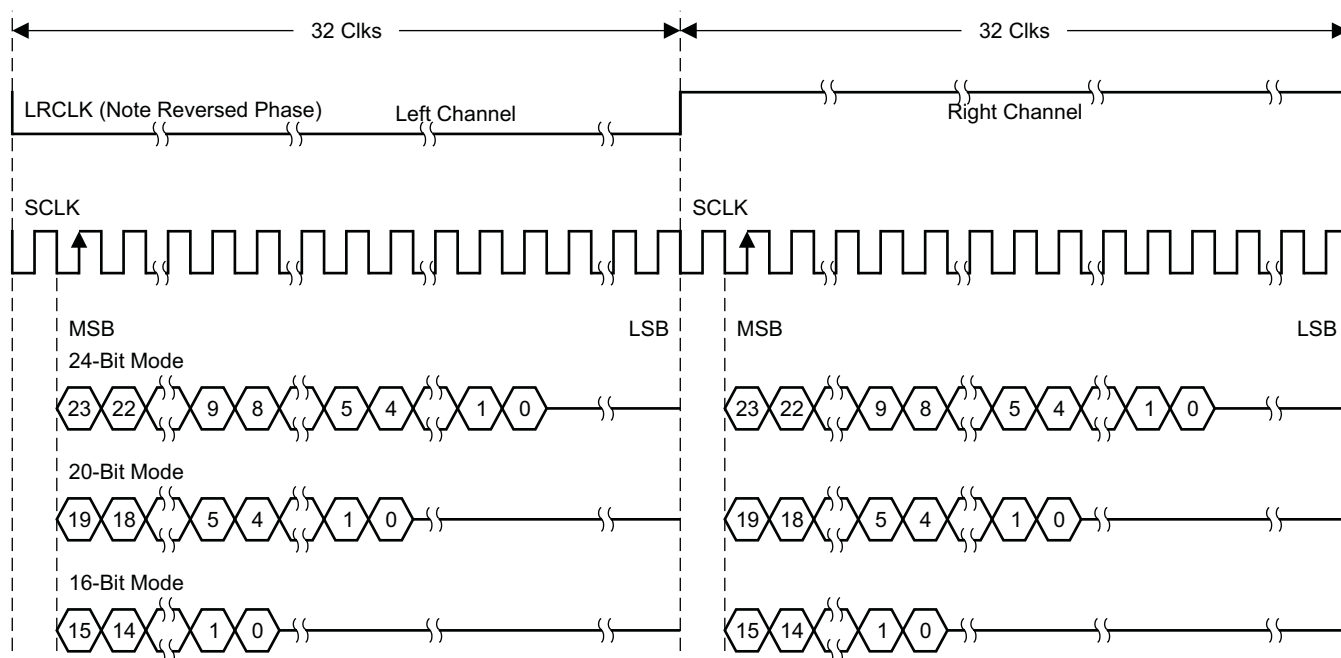 32 Clks 32 Clks
LRCLK (Note Reversed Phase) Left Channel Right Channel
SCLK SCLK
MSB LSB MSB LSB
24-Bit Mode
23 22 9 8 5 4 1 0 23 22 9 8 5 4 1 0
20-Bit Mode
19 18 5 4 1 0 19 18 5 4 1 0
16-Bit Mode
15 14 1 0 15 14 1 0